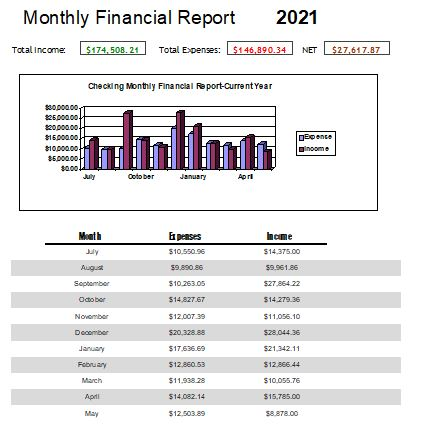 Monthly Financial Report 2021
Total Income: $174,508.21 Total Expenses: $146,890.34 NET $27,617.87
Checking Monthly Financial Report-Current Year
$30,000.00
$25,000.00
$20,000.00
$15,000.00
$10,000.00
$5,000.00
$0.00
July October January April
Expense
Income
Month Expenses Income
July $10,550.96 $14,375.00
August $9,890.86 $9,961.86
September $10,263.05 $27,864.22
October $14,827.67 $14,279.36
November $12,007.39 $11,056.10
December $20,328.88 $28,044.36
January $17,636.69 $21,342.11
February $12,860.53 $12,866.44
March $11,938.28 $10,055.76
April $14,082.14 $15,785.00
May $12,503.89 $8,878.00